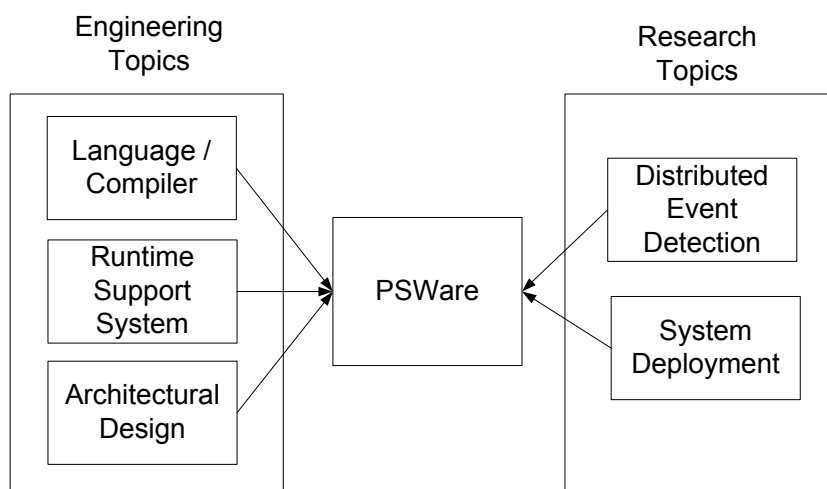 Engineering
Topics
Language /
Compiler
Runtime
Support
System
Architectural
Design
PSWare
Research
Topics
Distributed
Event
Detection
System
Deployment